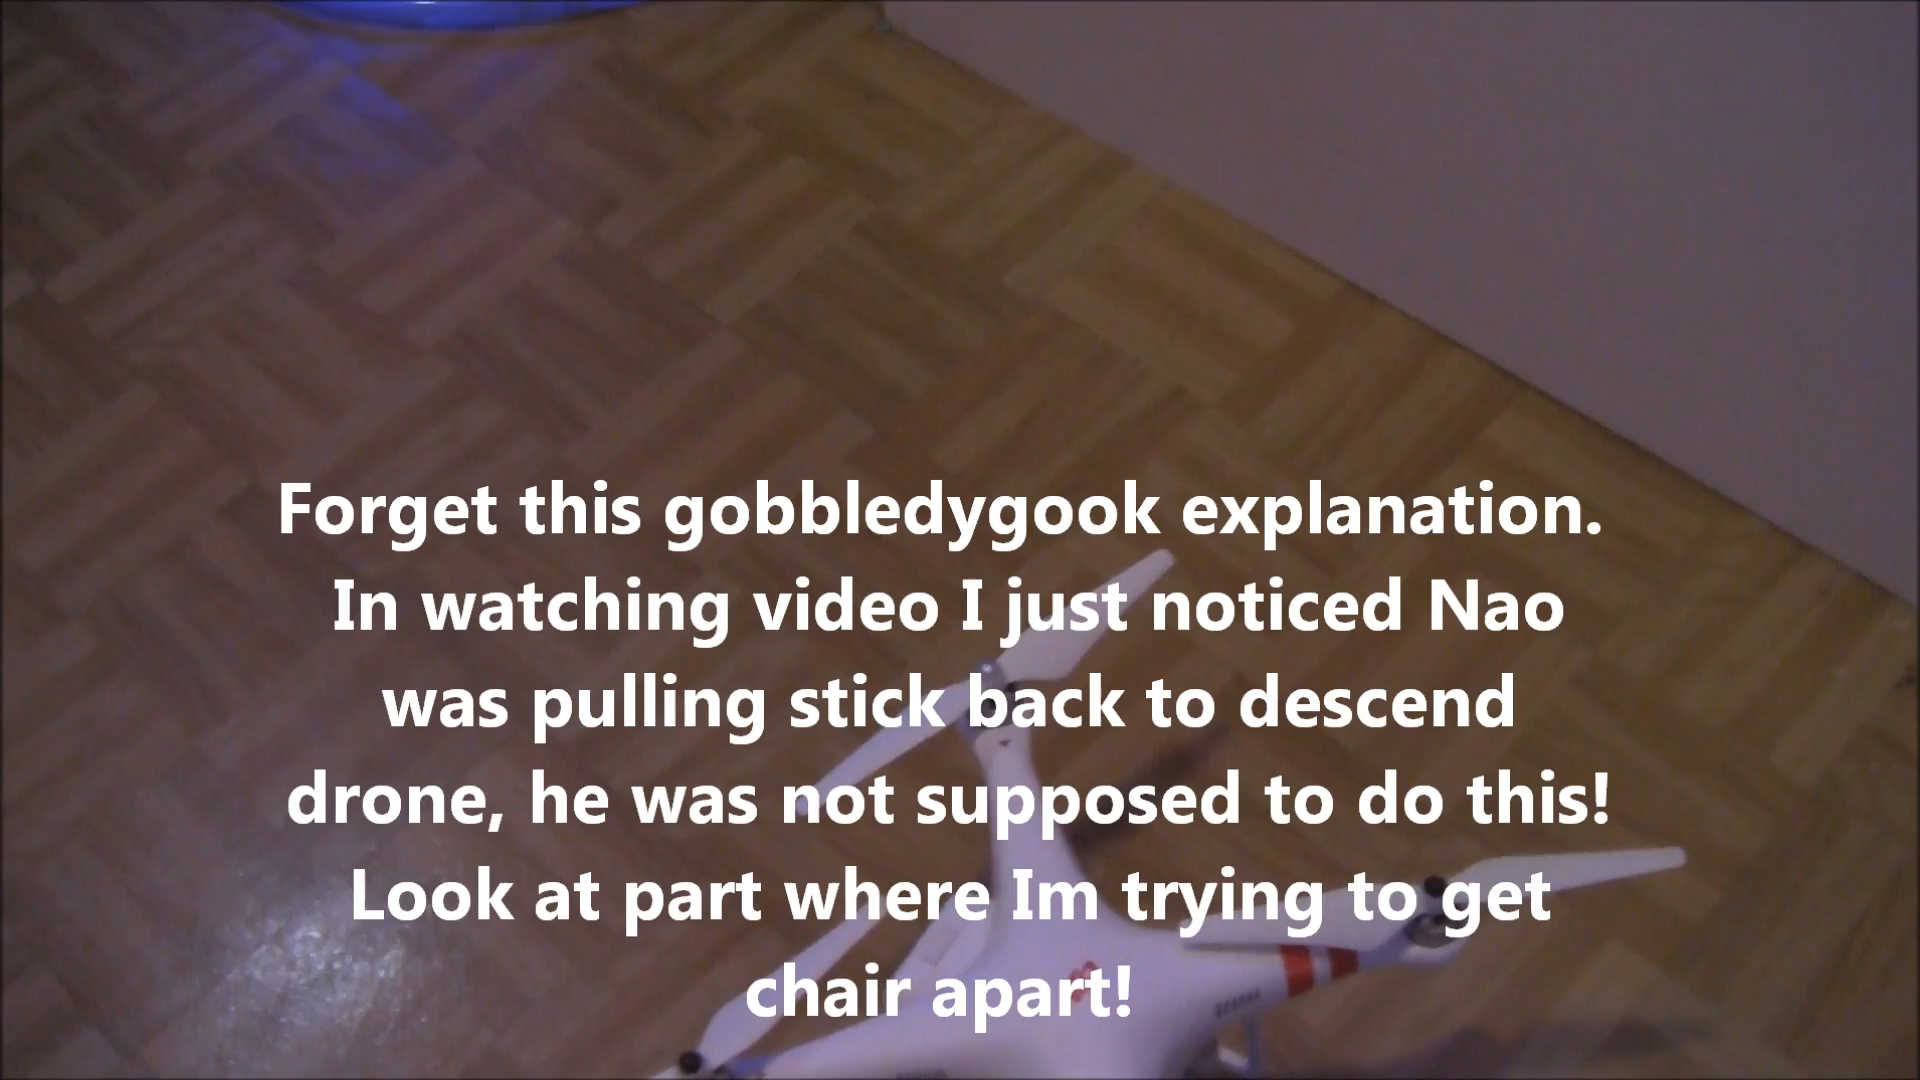 Forget this gobbledygook explanation.
In watching video I just noticed Nao
was pulling stick back to descend
drone, he was not supposed to do this!
Look at part where Im trying to get
chair apart!